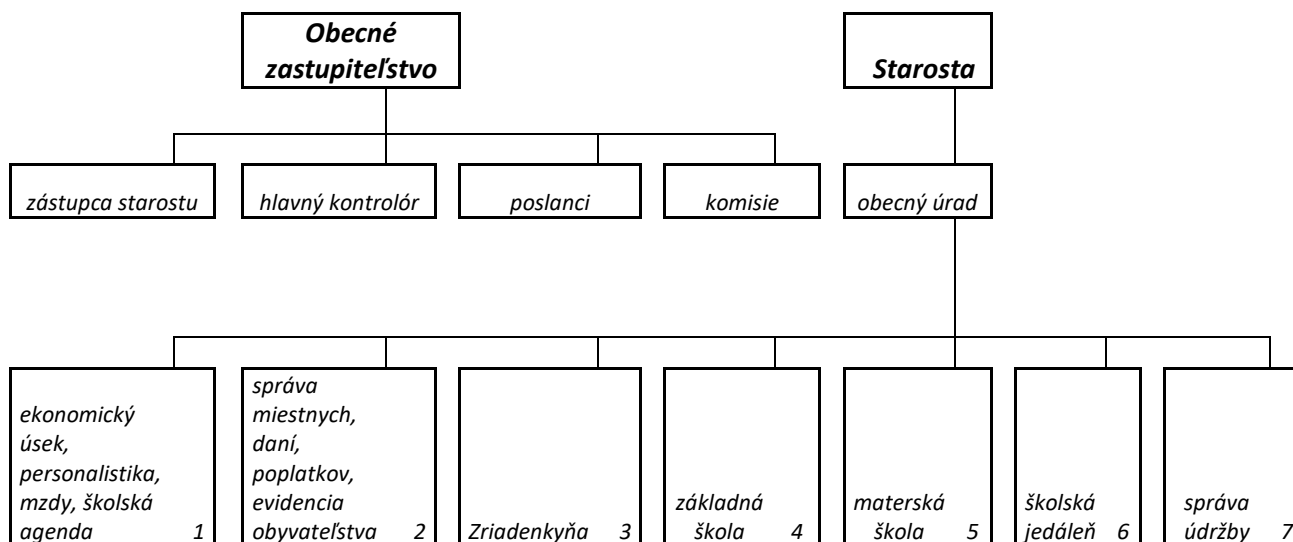 Obecné
zastupiteľstvo
Starosta
zástupca starostu
hlavný kontrolór
poslanci
komisie
obecný úrad
ekonomický
úsek,
personalistika,
mzdy, školská
agenda 1
správa
miestnych,
daní,
poplatkov,
evidencia
obyvateľstva 2
Zriadenkyňa 3
základná
škola 4
materská
škola 5
školská
jedáleň 6
správa
údržby 7